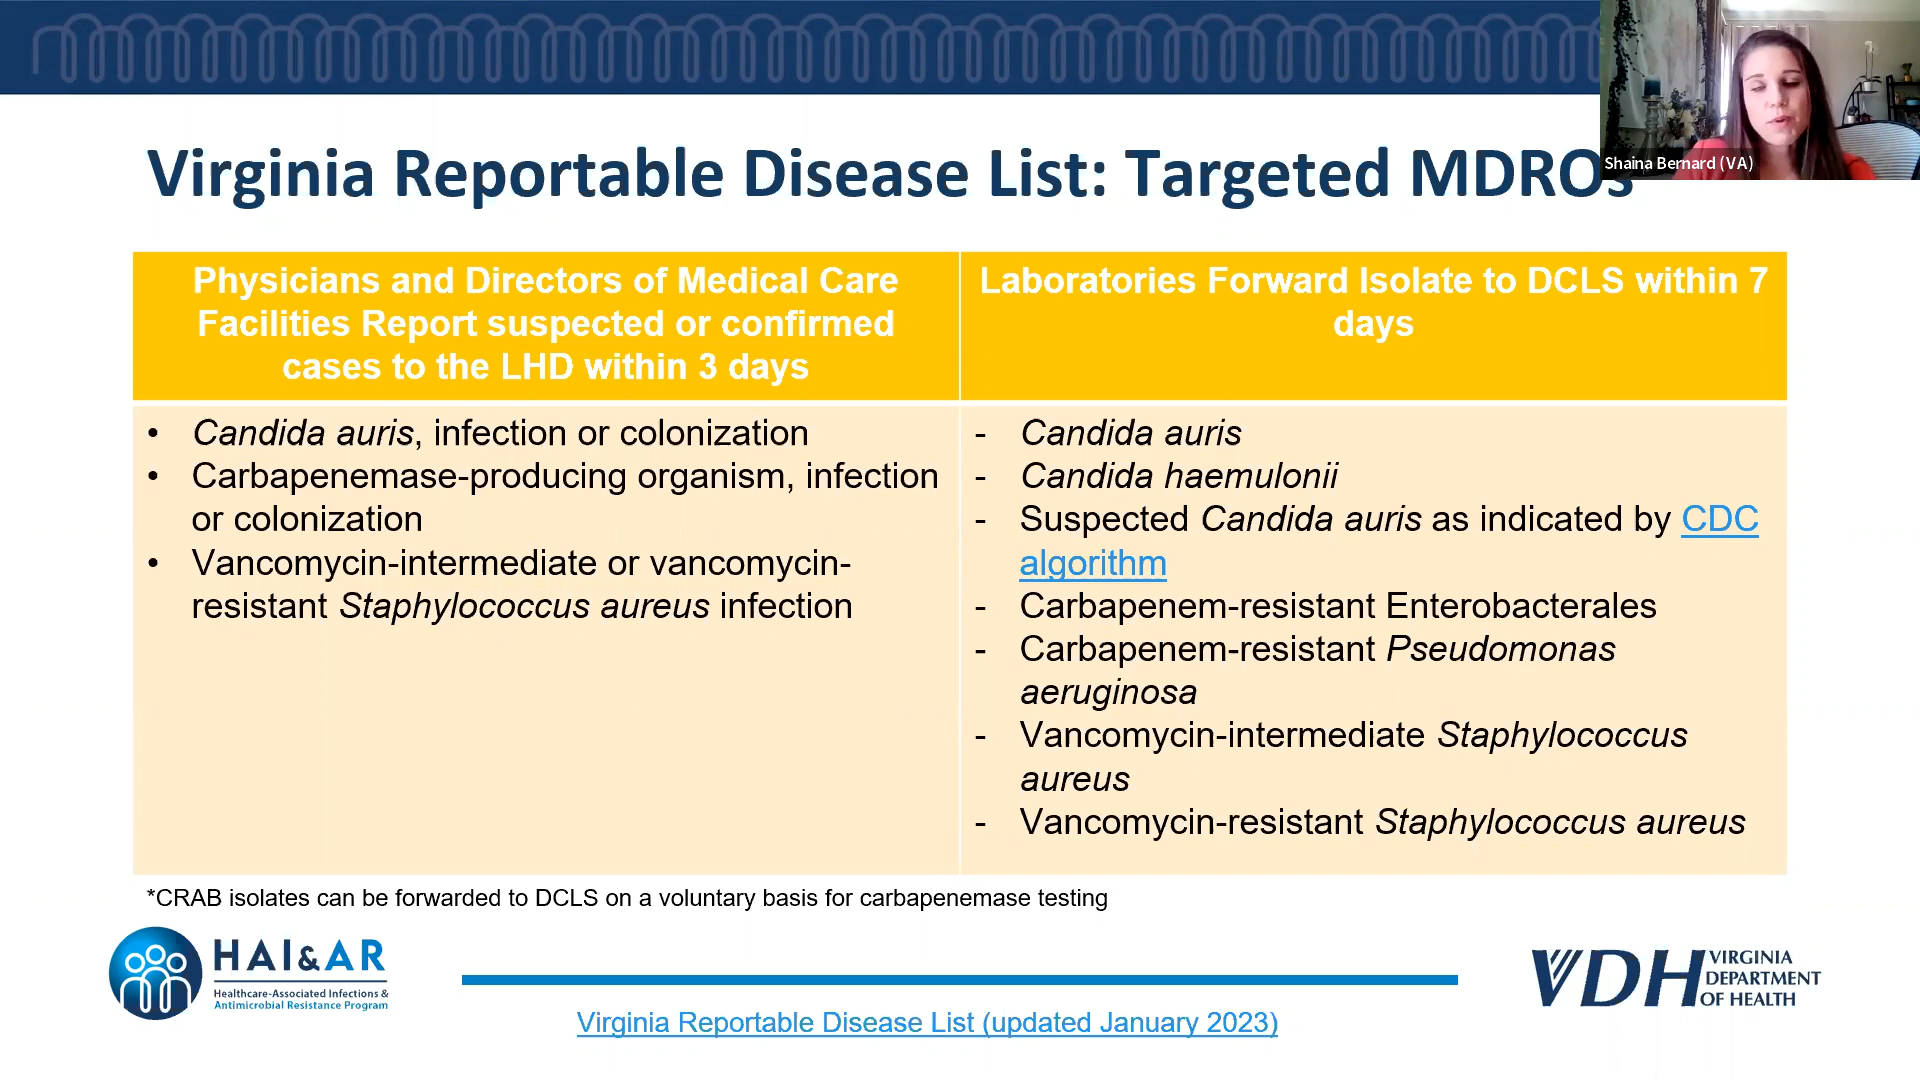 Shaina Bernard (VA)
Virginia Reportable Disease List: Targeted MDROs
Physicians and Directors of Medical Care
Facilities Report suspected or confirmed
cases to the LHD within 3 days
Laboratories Forward Isolate to DCLS within 7
days
• Candida auris, infection or colonization
• Carbapenemase-producing organism, infection
or colonization
• Vancomycin-intermediate or vancomycin-
resistant Staphylococcus aureus infection
- Candida auris
- Candida haemulonii
- Suspected Candida auris as indicated by CDC
algorithm
- Carbapenem-resistant Enterobacterales
- Carbapenem-resistant Pseudomonas
aeruginosa
- Vancomycin-intermediate Staphylococcus
aureus
- Vancomycin-resistant Staphylococcus aureus
*CRAB isolates can be forwarded to DCLS on a voluntary basis for carbapenemase testing
HAI&AR
Healthcare-Associated Infections &
Antimicrobial Resistance Program
Virginia Reportable Disease List (updated January 2023)
VDH
VIRGINIA
DEPARTMENT
OF HEALTH